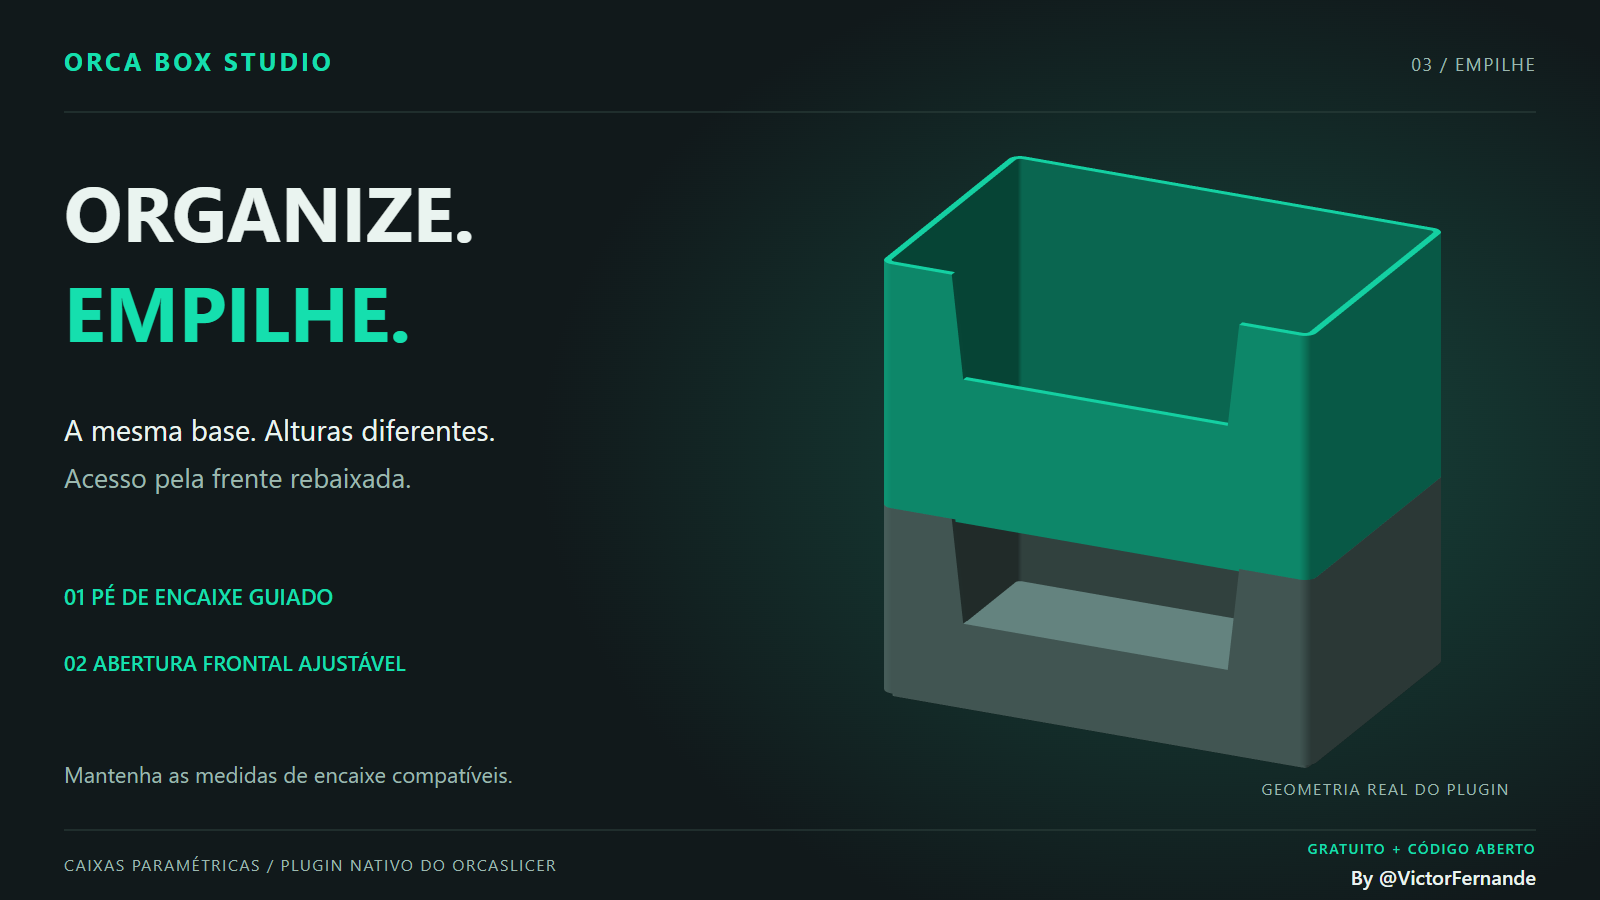 ORCA BOX STUDIO
03 / EMPILHE
ORGANIZE.
EMPILHE.
A mesma base. Alturas diferentes.
Acesso pela frente rebaixada.
01 PÉ DE ENCAIXE GUIADO
02 ABERTURA FRONTAL AJUSTÁVEL
Mantenha as medidas de encaixe compatíveis.
GEOMETRIA REAL DO PLUGIN
CAIXAS PARAMÉTRICAS / PLUGIN NATIVO DO ORCASLICER
GRATUITO + CÓDIGO ABERTO
By @VictorFernande